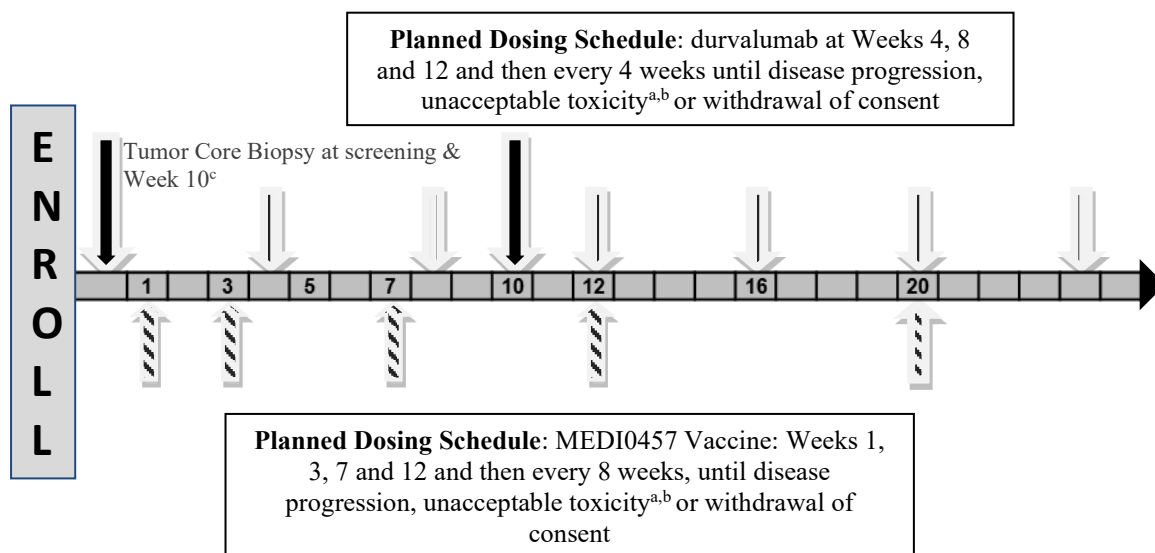 Planned Dosing Schedule: durvalumab at Weeks 4, 8
and 12 and then every 4 weeks until disease progression,
unacceptable toxicitya,b or withdrawal of consent
E
N
R
O
L
L
Tumor Core Biopsy at screening &
Week 10c
1 3 5 7 10 12 16 20
Planned Dosing Schedule: MEDI0457 Vaccine: Weeks 1,
3, 7 and 12 and then every 8 weeks, until disease
progression, unacceptable toxicitya,b or withdrawal of
consent